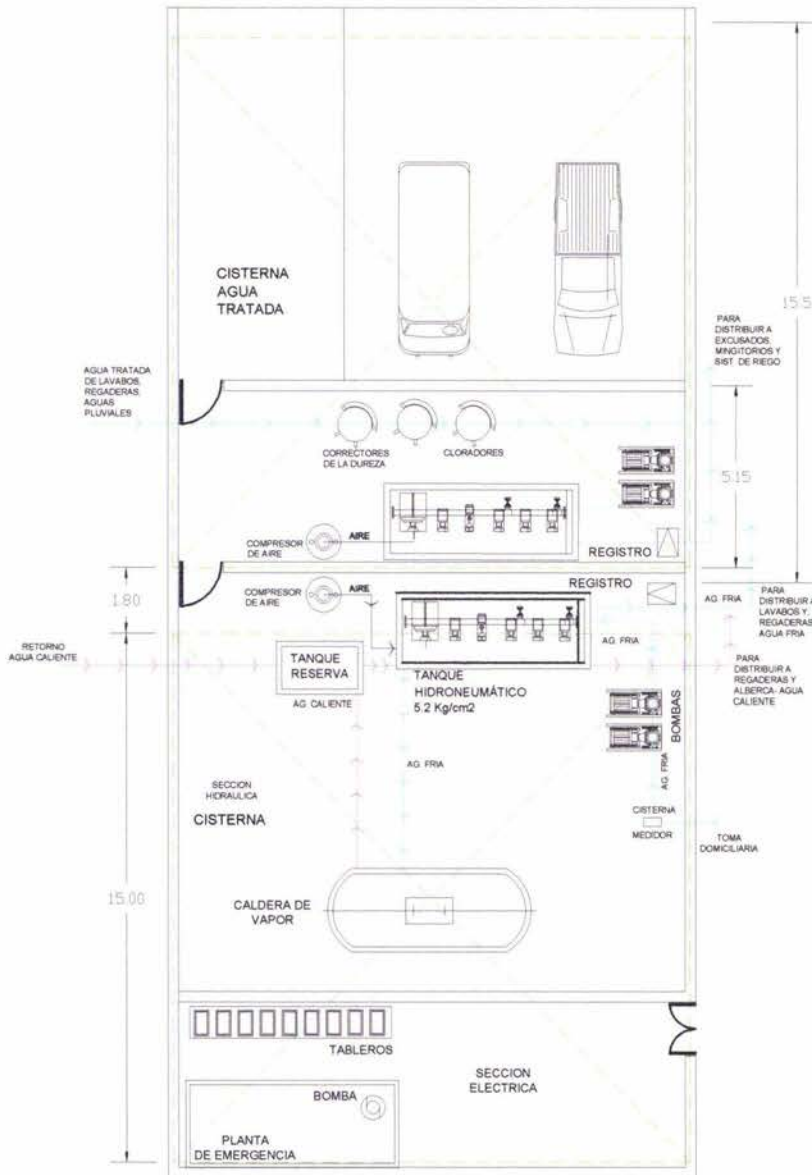 CISTERNA
AGUA
TRATADA
15.5
PARA
DISTRIBUIR A
EXCUSADOS,
MINGITORIOS Y
SIST DE RIEGO
AGUA TRATADA
DE LAVABOS,
REGADERAS,
AGUAS
PLUVIALES
CORRECTORES
DE LA DUREZA
CLORADORES
5.15
COMPRESOR
DE AIRE
AIRE
REGISTRO
COMPRESOR
DE AIRE
AIRE
REGISTRO
1.80
AG. FRIA
PARA
DISTRIBUIR A
LAVABOS Y,
REGADERAS
AGUA FRIA
AG. FRIA
RETORNO
AGUA CALIENTE
TANQUE
RESERVA
AG. CALIENTE
TANQUE
HIDRONEUMÁTICO
5.2 Kg/cm2
PARA
DISTRIBUIR A
REGADERAS Y
ALBERCA- AGUA
CALIENTE
BOMBAS
AG. FRIA
AG. FRIA
SECCION
HIDRAULICA
CISTERNA
CISTERNA
MEDIDOR
TOMA
DOMICILIARIA
15.00
CALDERA DE
VAPOR
TABLEROS
SECCION
ELECTRICA
BOMBA
PLANTA
DE EMERGENCIA